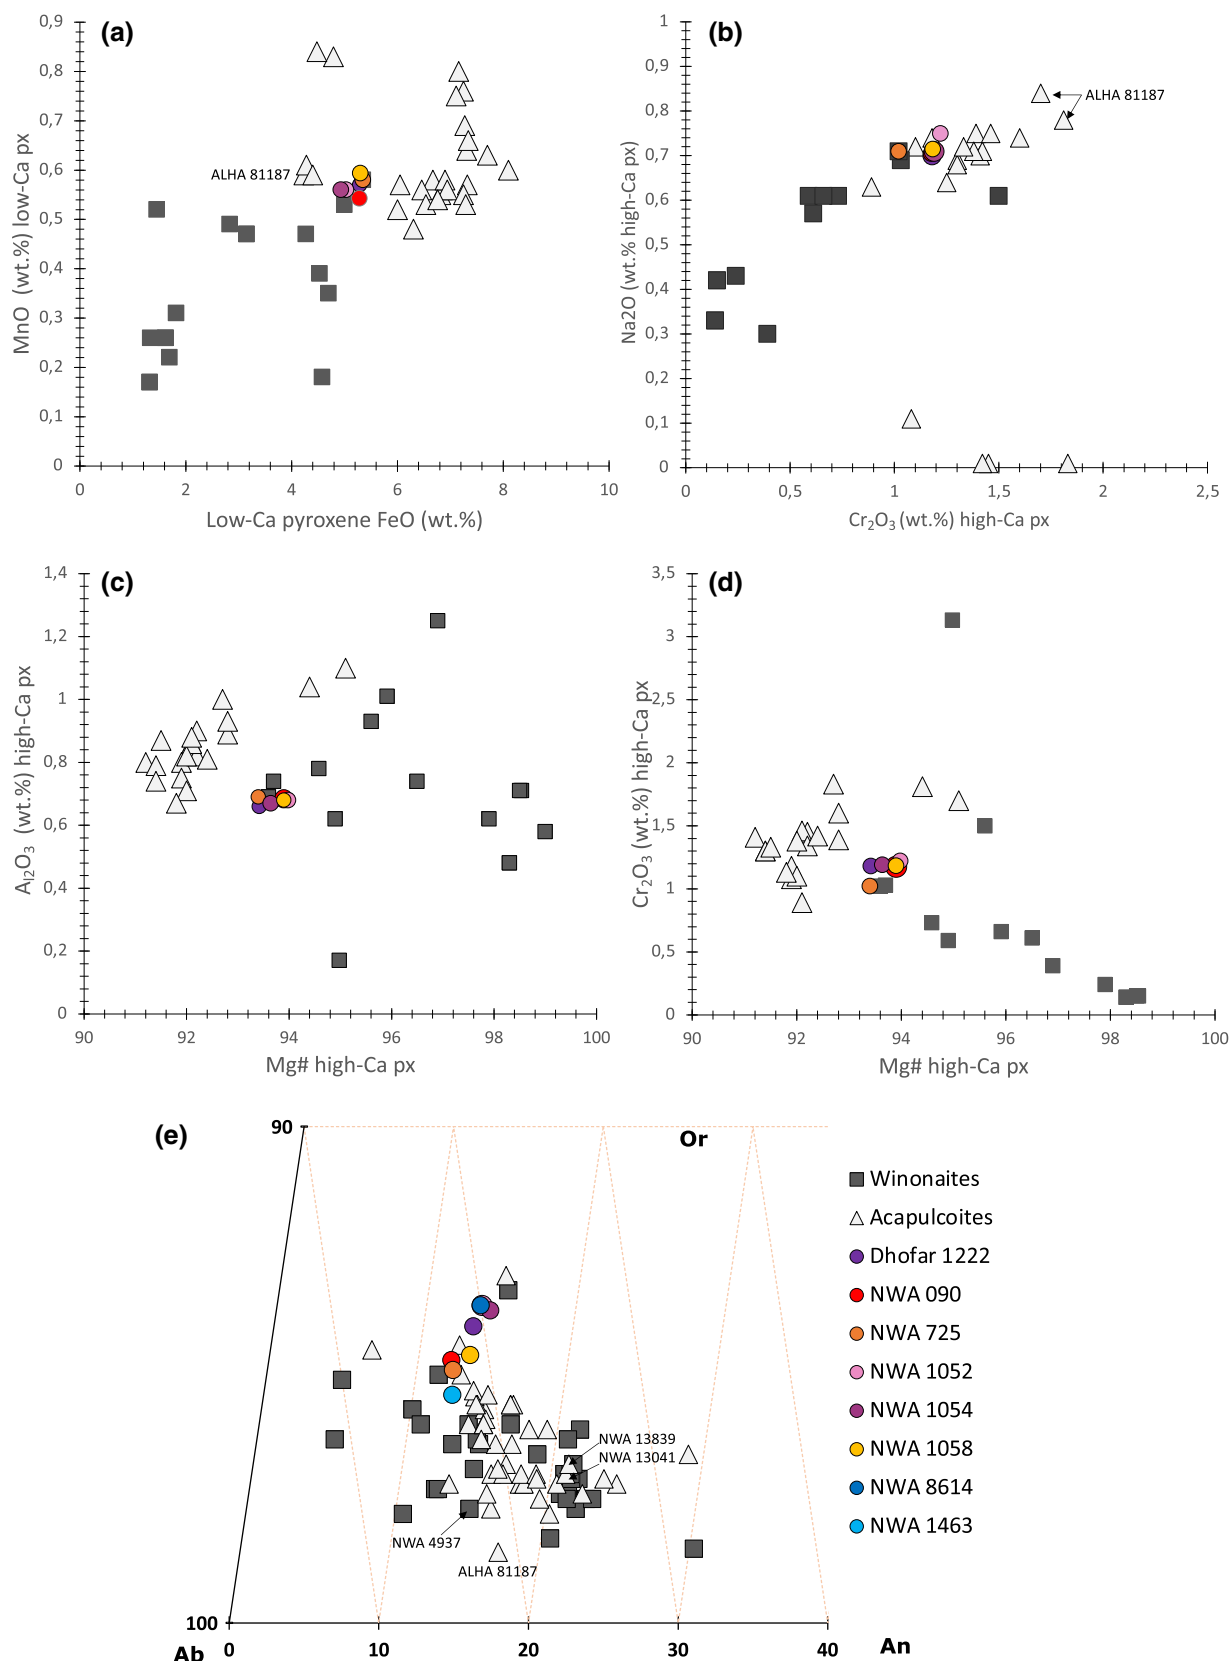 (a)
0,9
0,8
0,7
0,6
0,5
0,4
0,3
0,2
0,1
0
MnO (wt.%) low-Ca px
ALHA 81187
0 2 4 6 8 10
Low-Ca pyroxene FeO (wt.%)
(b)
1
0,9
0,8
0,7
0,6
0,5
0,4
0,3
0,2
0,1
0
Na2O (wt.% high-Ca px)
ALHA 81187
0 0,5 1 1,5 2 2,5
Cr₂O₃ (wt.%) high-Ca px
(c)
1,4
1,2
1
0,8
0,6
0,4
0,2
0
Al₂O₃ (wt.%) high-Ca px
90 92 94 96 98 100
Mg# high-Ca px
(d)
3,5
3
2,5
2
1,5
1
0,5
0
Cr₂O₃ (wt.%) high-Ca px
90 92 94 96 98 100
Mg# high-Ca px
(e)
90
Or
NWA 13839
NWA 13041
NWA 4937
ALHA 81187
100
0 10 20 30 40
Ab
An
Winonaites
Acapulcoites
Dhofar 1222
NWA 090
NWA 725
NWA 1052
NWA 1054
NWA 1058
NWA 8614
NWA 1463